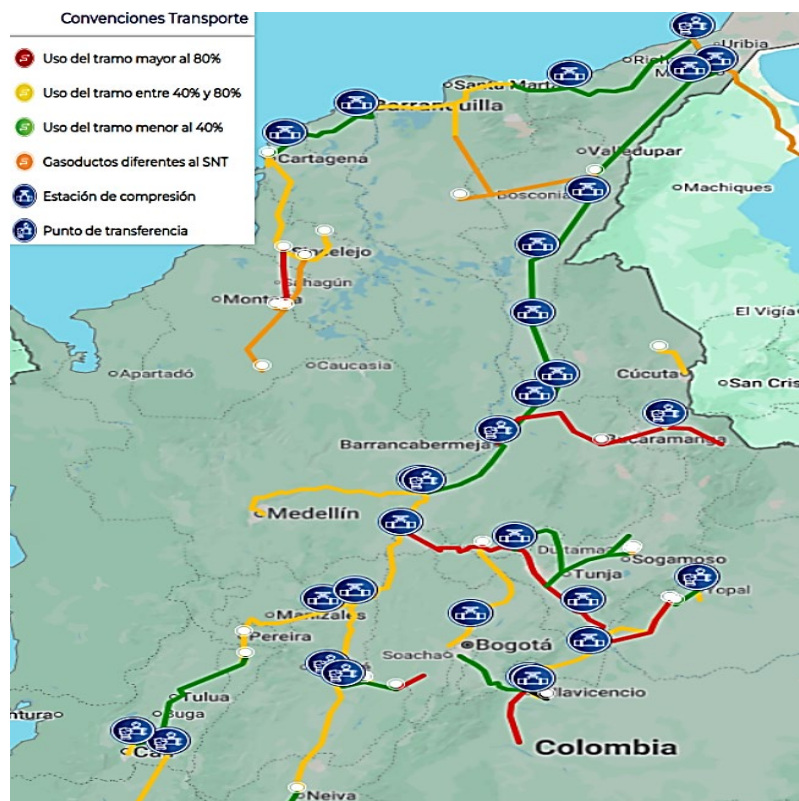 Convenciones Transporte
Uso del tramo mayor al 80%
Uso del tramo entre 40% y 80%
Uso del tramo menor al 40%
Gasoductos diferentes al SNT
Estación de compresión
Punto de transferencia
Uribia
Santa Marta
Barranquilla
Cartagena
Valledupar
Bosconia
Machiques
Sincelejo
Sahagún
Montería
El Vigía
Apartadó
Caucasia
Cúcuta
San Cris
Barrancabermeja
Bucaramanga
Medellín
Duitama
Sogamoso
Tunja
Yopal
Manizales
Pereira
Soacha
Bogotá
Tulua
Villavicencio
ntura
Buga
Cali
Colombia
Neiva